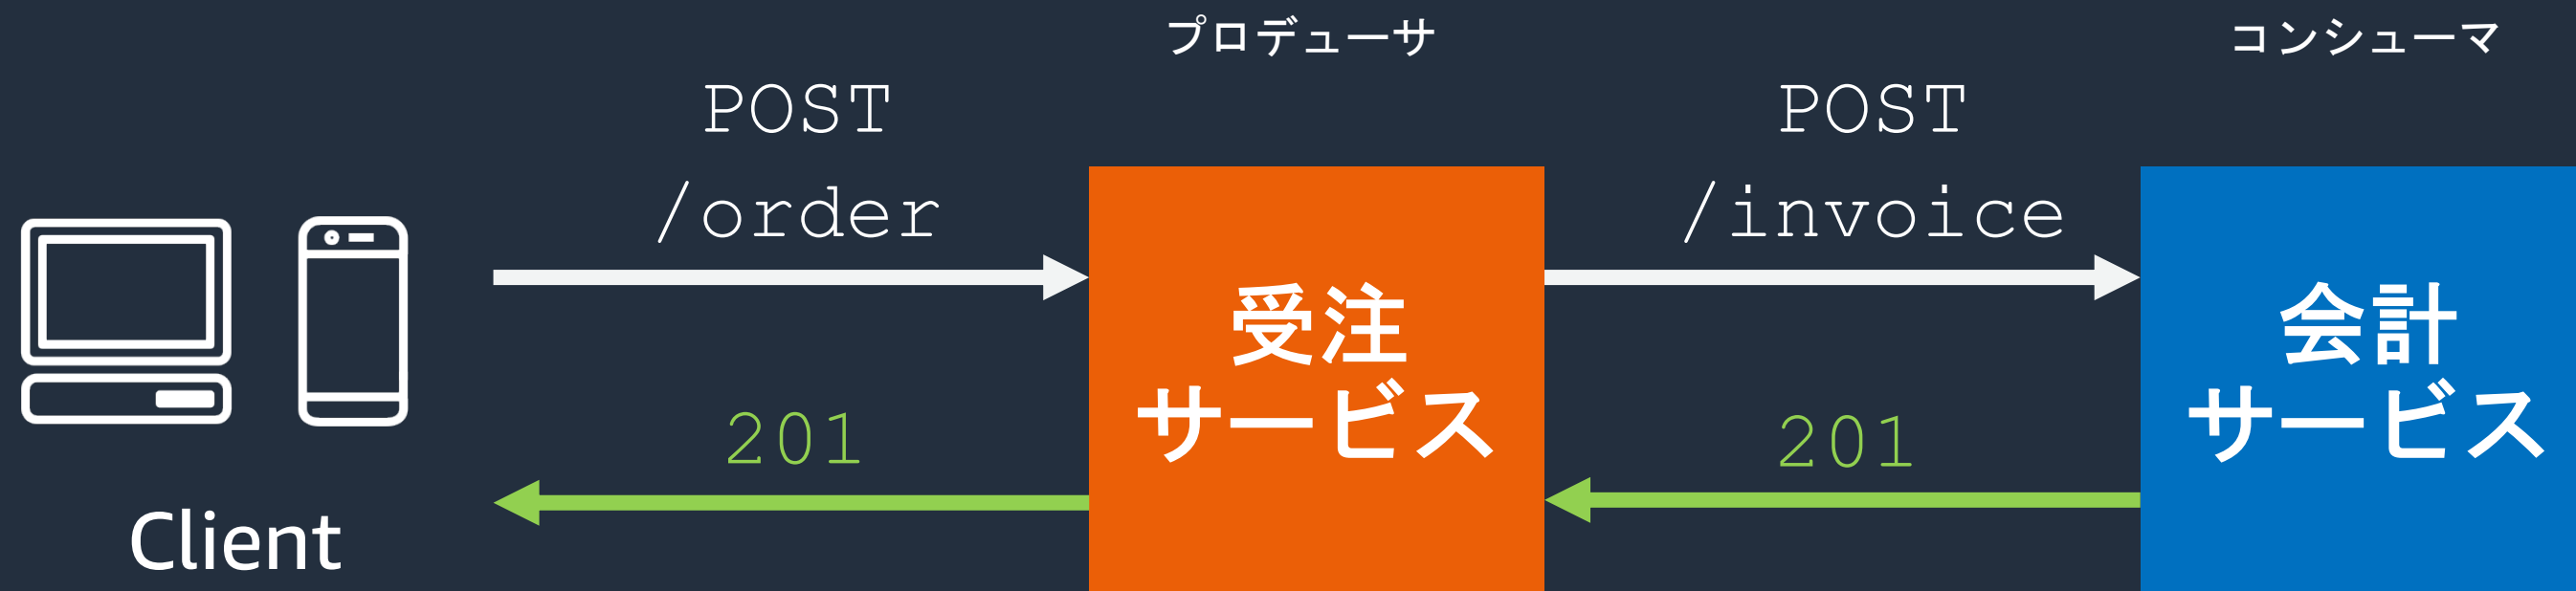 プロデューサ
コンシューマ
POST
/order
POST
/invoice
受注
サービス
会計
サービス
201
201
Client